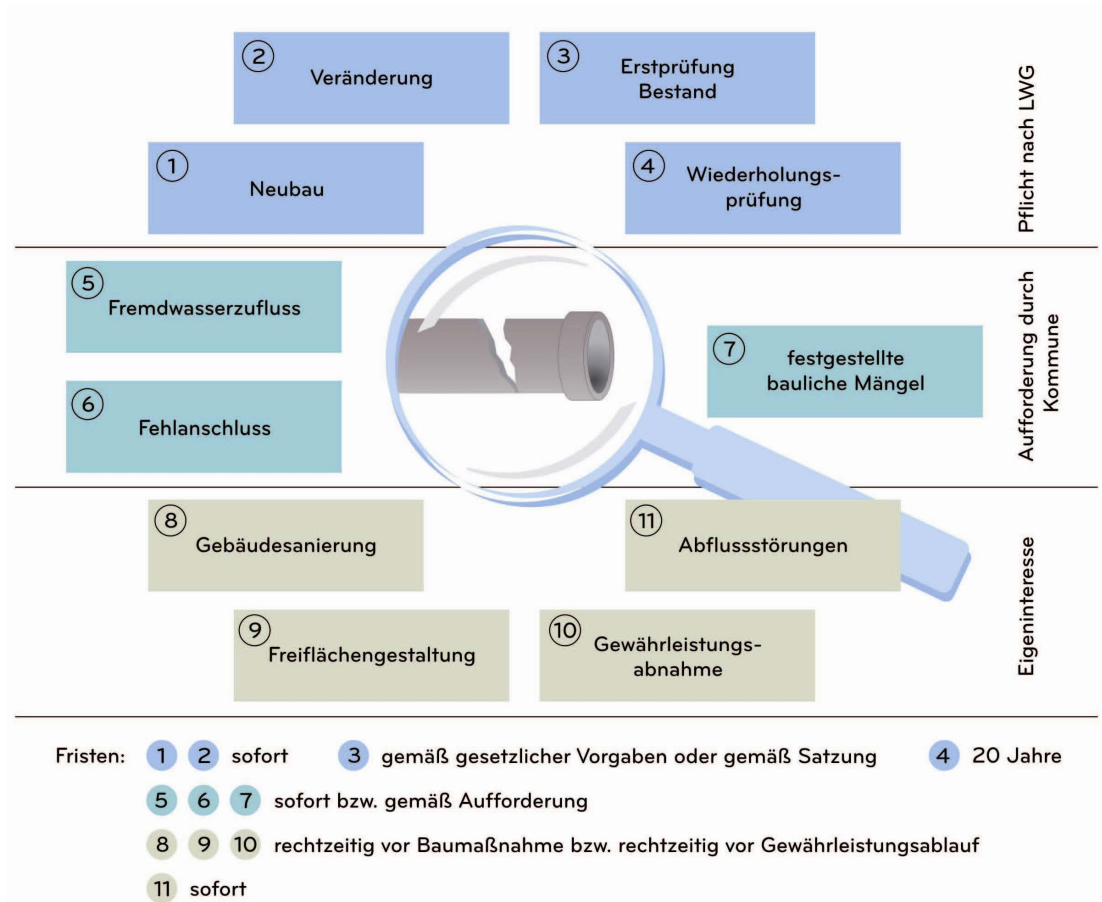 2
Veränderung
3
Erstprüfung
Bestand
1
Neubau
4
Wiederholungs-
prüfung
Pflicht nach LWG
5
Fremdwasserzufluss
6
Fehlanschluss
7
festgestellte
bauliche Mängel
Aufforderung durch
Kommune
8
Gebäudesanierung
11
Abflussstörungen
9
Freiflächengestaltung
10
Gewährleistungs-
abnahme
Eigeninteresse
Fristen: 1 2 sofort 3 gemäß gesetzlicher Vorgaben oder gemäß Satzung 4 20 Jahre
5 6 7 sofort bzw. gemäß Aufforderung
8 9 10 rechtzeitig vor Baumaßnahme bzw. rechtzeitig vor Gewährleistungsablauf
11 sofort